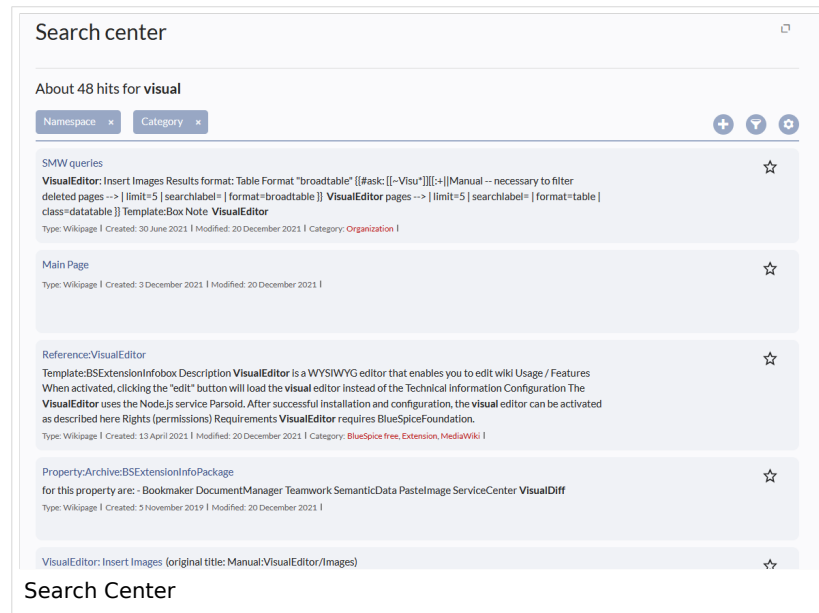 Search center
About 48 hits for visual
Namespace × Category ×
SMW queries
VisualEditor: Insert Images Results format: Table Format "broadtable" {{#ask: [[~Visu*]][[:+||Manual -- necessary to filter
deleted pages --> | limit=5 | searchlabel= | format=broadtable }} VisualEditor pages --> | limit=5 | searchlabel= | format=table |
class=datatable }} Template:Box Note VisualEditor
Type: Wikipage | Created: 30 June 2021 | Modified: 20 December 2021 | Category: Organization |
Main Page
Type: Wikipage | Created: 3 December 2021 | Modified: 20 December 2021 |
Reference:VisualEditor
Template:BSExtensionInfobox Description VisualEditor is a WYSIWYG editor that enables you to edit wiki Usage / Features
When activated, clicking the "edit" button will load the visual editor instead of the Technical information Configuration The
VisualEditor uses the Node.js service Parsoid. After successful installation and configuration, the visual editor can be activated
as described here Rights (permissions) Requirements VisualEditor requires BlueSpiceFoundation.
Type: Wikipage | Created: 13 April 2021 | Modified: 20 December 2021 | Category: BlueSpice free, Extension, MediaWiki |
Property:Archive:BSExtensionInfoPackage
for this property are: - Bookmaker DocumentManager Teamwork SemanticData PasteImage ServiceCenter VisualDiff
Type: Wikipage | Created: 5 November 2019 | Modified: 20 December 2021 |
VisualEditor: Insert Images (original title: Manual:VisualEditor/Images)
Search Center